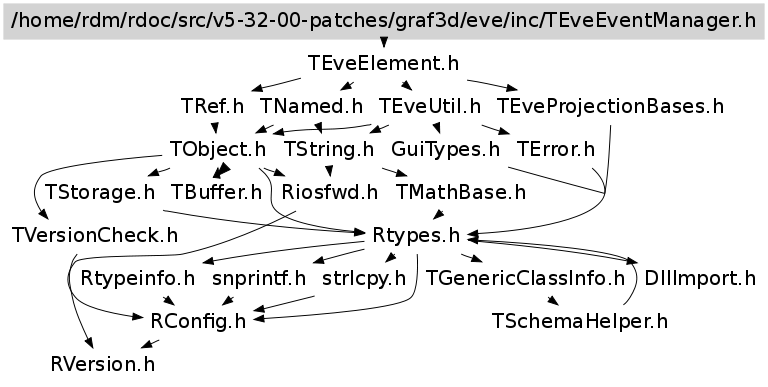 /home/rdm/rdoc/src/v5-32-00-patches/graf3d/eve/inc/TEveEventManager.h
TEveElement.h
TRef.h TNamed.h TEveUtil.h TEveProjectionBases.h
TObject.h TString.h GuiTypes.h TError.h
TStorage.h TBuffer.h Riosfwd.h TMathBase.h
TVersionCheck.h Rtypes.h
Rtypeinfo.h snprintf.h strlcpy.h TGenericClassInfo.h DllImport.h
RConfig.h TSchemaHelper.h
RVersion.h